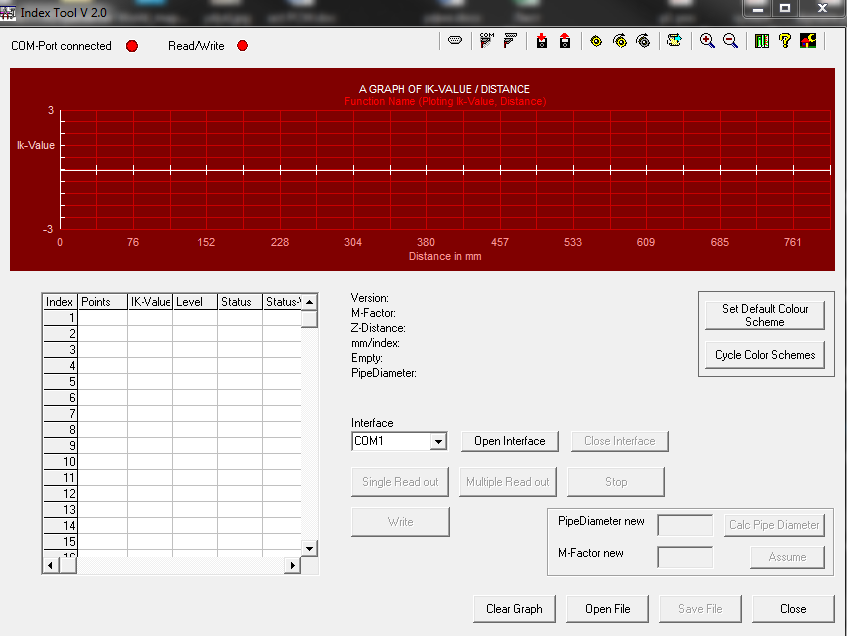 Index Tool V 2.0
COM-Port connected
Read/Write
COM
A GRAPH OF IK-VALUE / DISTANCE
Function Name (Ploting Ik-Value, Distance)
3
Ik-Value
-3
0 76 152 228 304 380 457 533 609 685 761
Distance in mm
Index Points IK-Value Level Status Status-
1
2
3
4
5
6
7
8
9
10
11
12
13
14
15
16
Version:
M-Factor:
Z-Distance:
mm/index:
Empty:
PipeDiameter:
Set Default Colour
Scheme
Cycle Color Schemes
Interface
COM1
Open Interface
Close Interface
Single Read out
Multiple Read out
Stop
Write
PipeDiameter new
Calc Pipe Diameter
M-Factor new
Assume
Clear Graph
Open File
Save File
Close